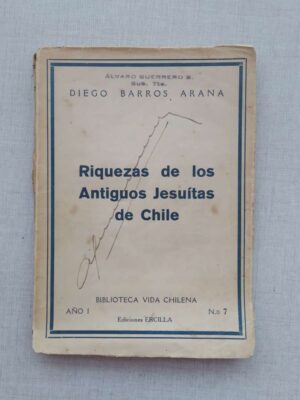 ALVARO GUERRERO S.
Sub. Tte.
DIEGO BARROS ARANA
Riquezas de los
Antiguos Jesuítas
de Chile
BIBLIOTECA VIDA CHILENA
AÑO I N.o 7
Ediciones ERCILLA